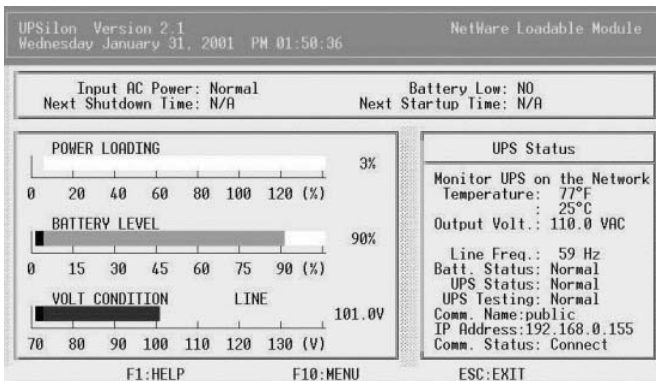 UPSilon Version 2.1
NetWare Loadable Module
Wednesday January 31, 2001 PM 01:50:36
Input AC Power: Normal
Battery Low: NO
Next Shutdown Time: N/A
Next Startup Time: N/A
POWER LOADING
3%
0 20 40 60 80 100 120 (%)
BATTERY LEVEL
90%
0 15 30 45 60 75 90 (%)
VOLT CONDITION LINE
101.0V
70 80 90 100 110 120 130 (V)
UPS Status
Monitor UPS on the Network
Temperature: 77°F
: 25°C
Output Volt.: 110.0 VAC
Line Freq.: 59 Hz
Batt. Status: Normal
UPS Status: Normal
UPS Testing: Normal
Comm. Name:public
IP Address:192.168.0.155
Comm. Status: Connect
F1:HELP F10:MENU ESC:EXIT